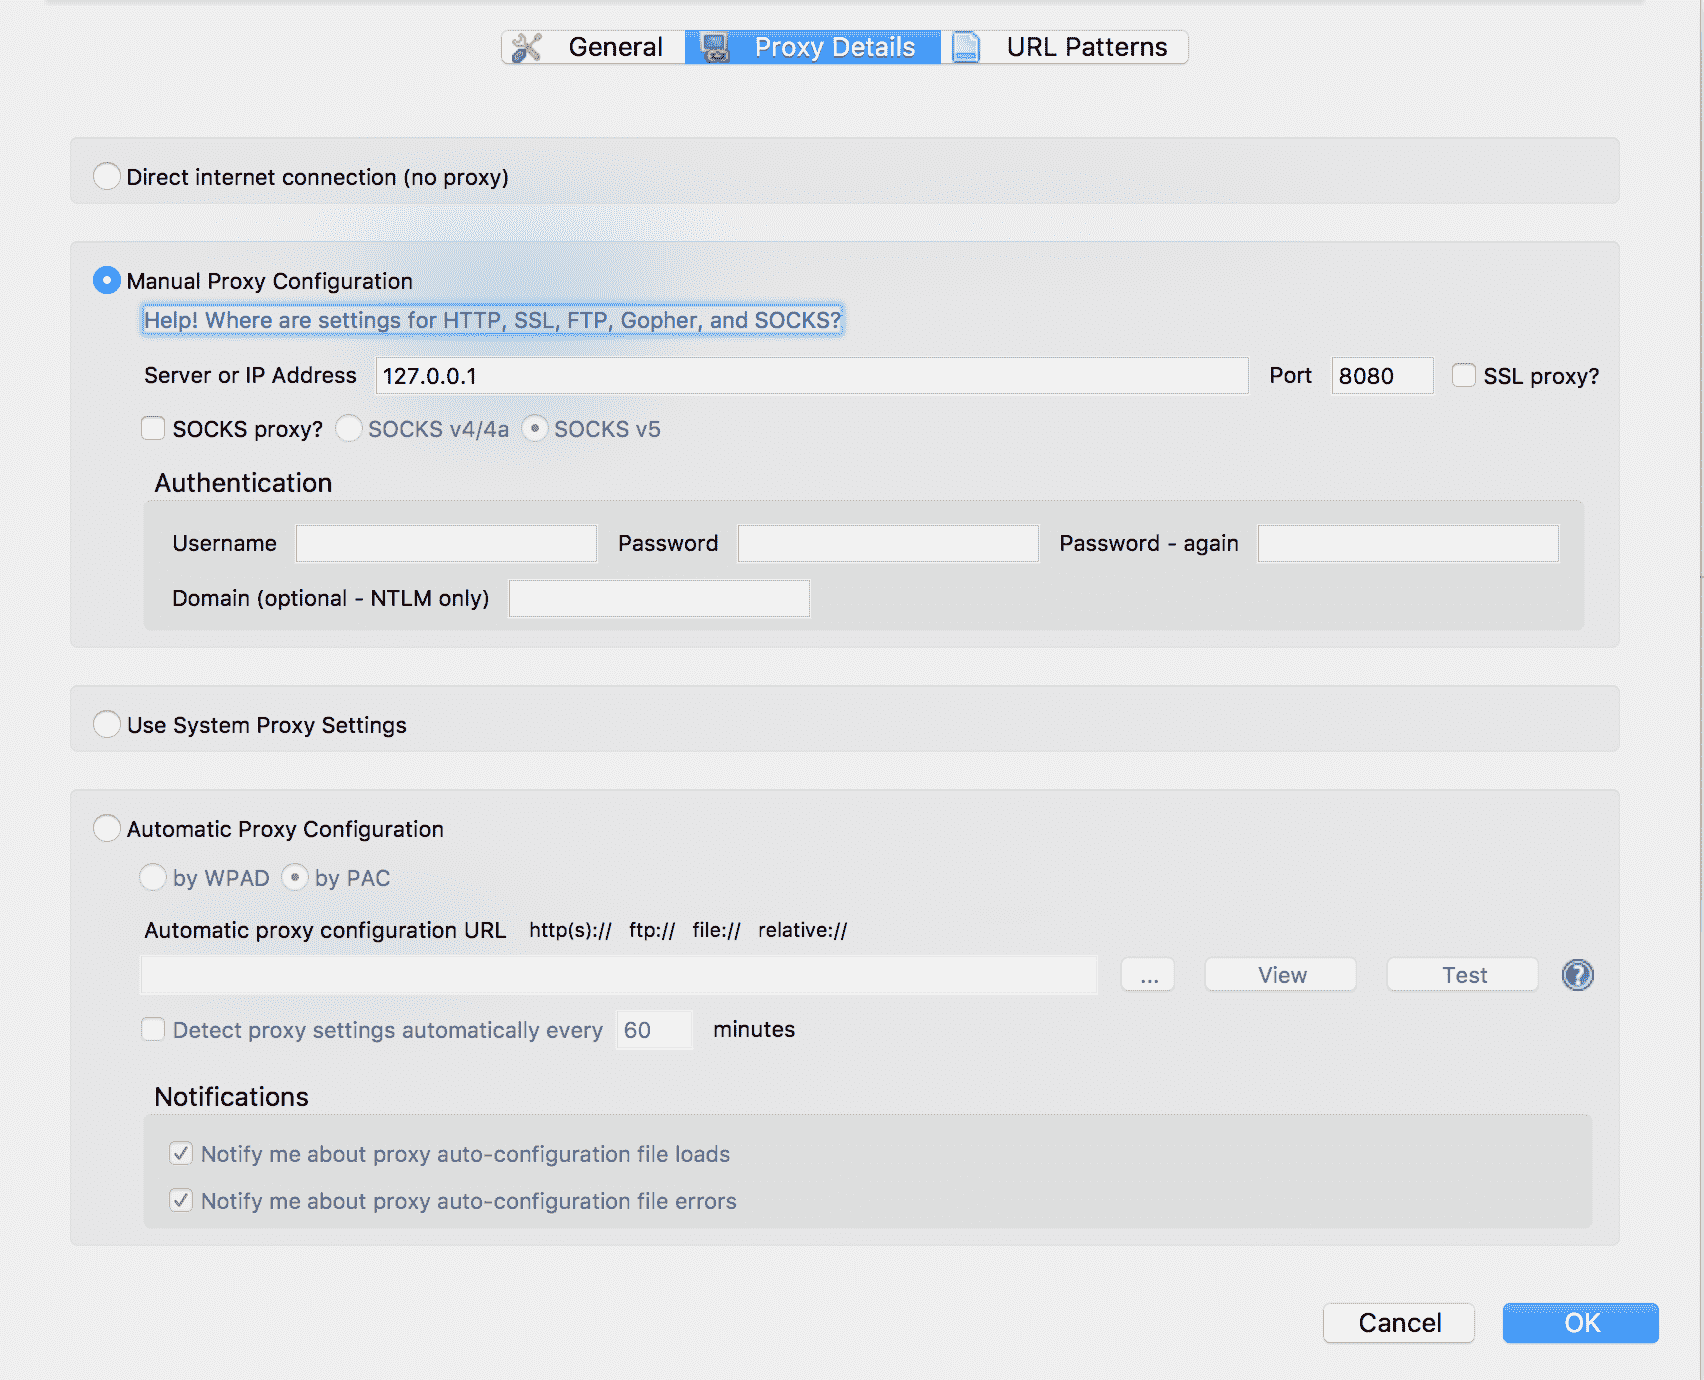 General Proxy Details URL Patterns
Direct internet connection (no proxy)
Manual Proxy Configuration
Help! Where are settings for HTTP, SSL, FTP, Gopher, and SOCKS?
Server or IP Address 127.0.0.1 Port 8080 SSL proxy?
SOCKS proxy? SOCKS v4/4a SOCKS v5
Authentication
Username Password Password - again
Domain (optional - NTLM only)
Use System Proxy Settings
Automatic Proxy Configuration
by WPAD by PAC
Automatic proxy configuration URL http(s):// ftp:// file:// relative://
... View Test ?
Detect proxy settings automatically every 60 minutes
Notifications
Notify me about proxy auto-configuration file loads
Notify me about proxy auto-configuration file errors
Cancel OK